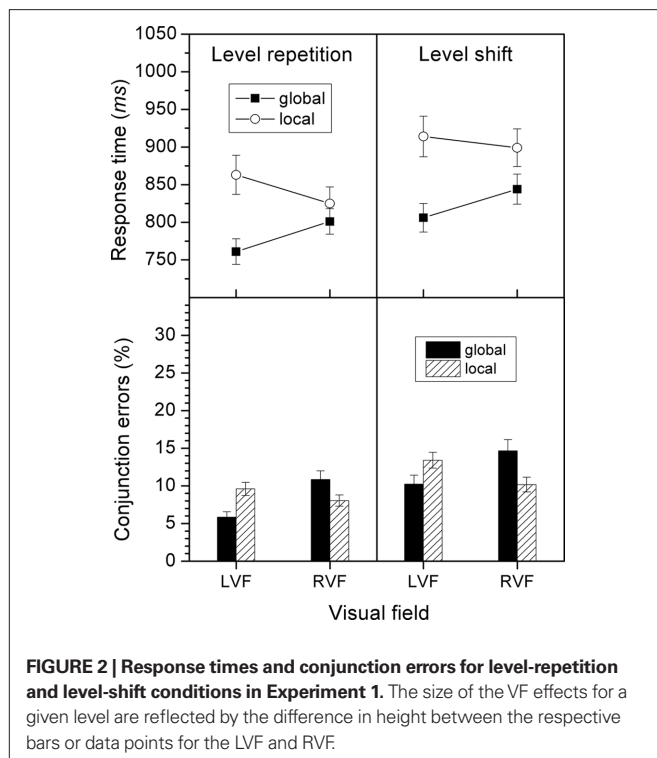 Level repetition
Level shift
global
local
Response time (ms)
1050
1000
950
900
850
800
750
Conjunction errors (%)
30
25
20
15
10
5
0
global
local
LVF
RVF
LVF
RVF
Visual field
FIGURE 2 | Response times and conjunction errors for level-repetition
and level-shift conditions in Experiment 1. The size of the VF effects for a
given level are reflected by the difference in height between the respective
bars or data points for the LVF and RVF.